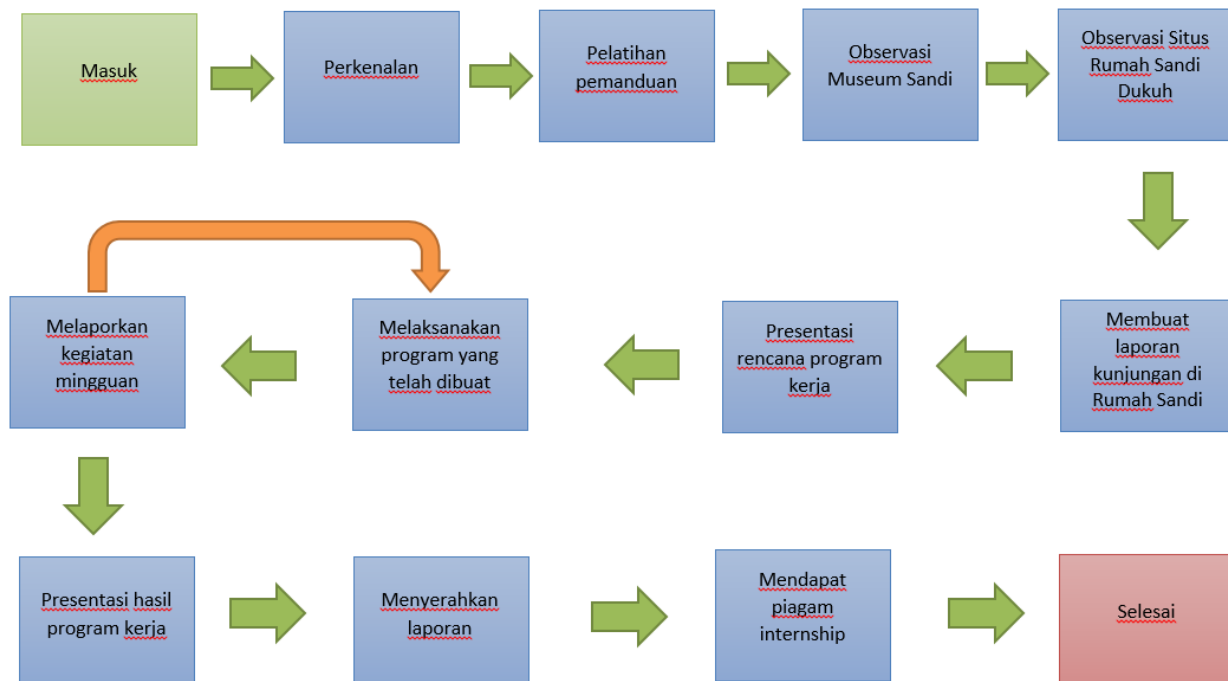 Masuk
Perkenalan
Pelatihan
pemanduan
Observasi
Museum Sandi
Observasi Situs
Rumah Sandi
Dukuh
Melaporkan
kegiatan
mingguan
Melaksanakan
program yang
telah dibuat
Presentasi
rencana program
kerja
Membuat
laporan
kunjungan di
Rumah Sandi
Presentasi hasil
program kerja
Menyerahkan
laporan
Mendapat
piagam
internship
Selesai